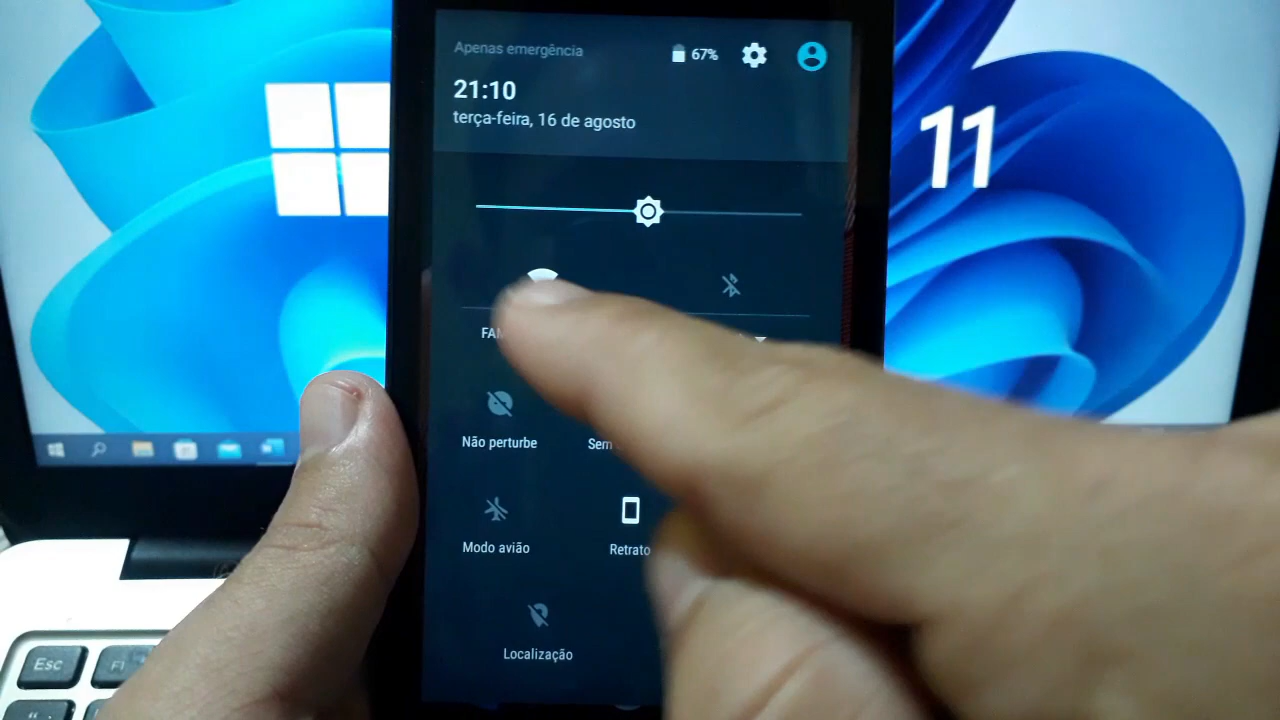 Apenas emergência
67%
21:10
terça-feira, 16 de agosto
11
Não perturbe
Modo avião
Retrato
Localização
Esc